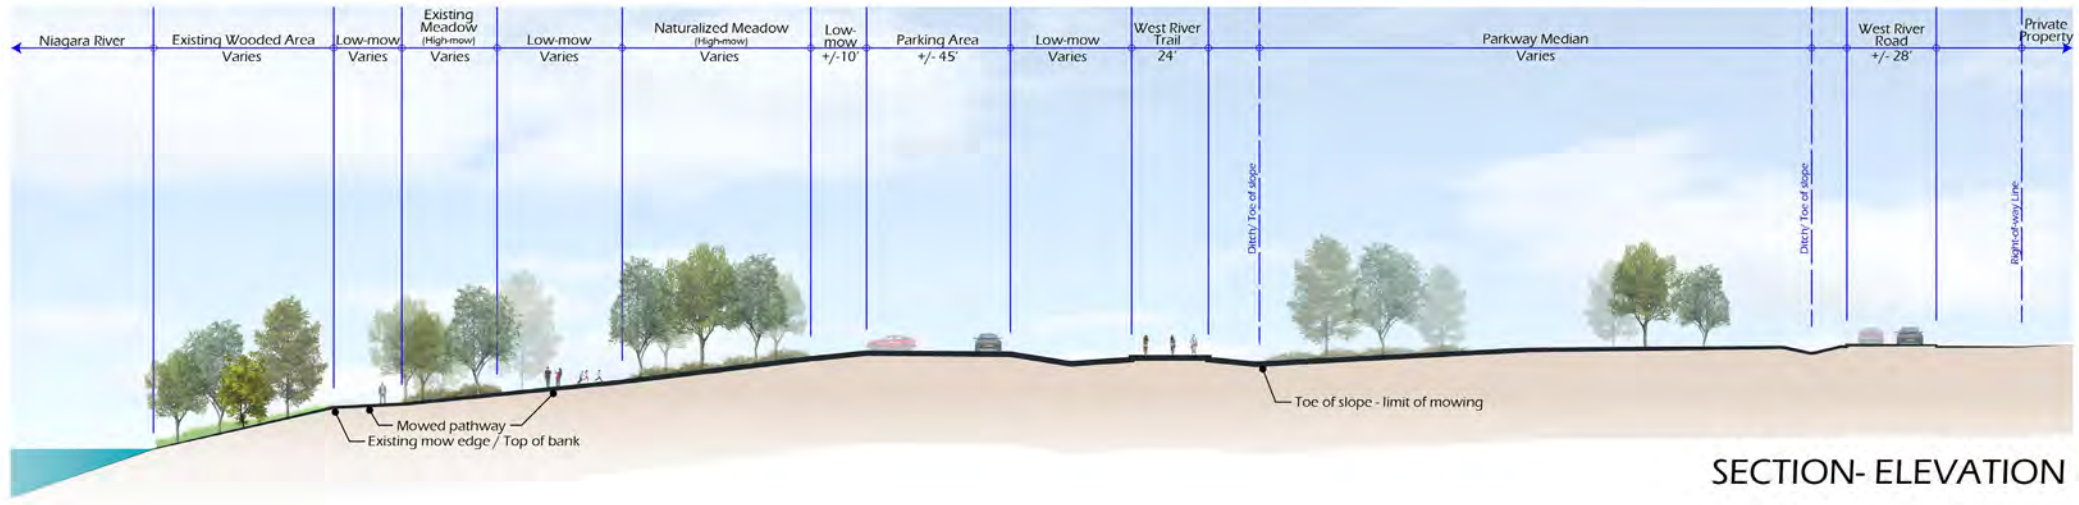 Niagara River
Existing Wooded Area
Varies
Low-mow
Varies
Existing
Meadow
(High-mow)
Varies
Low-mow
Varies
Naturalized Meadow
(High-mow)
Varies
Low-
mow
+/-10'
Parking Area
+/- 45'
Low-mow
Varies
West River
Trail
24'
Parkway Median
Varies
West River
Road
+/- 28'
Private
Property
Ditch/ Toe of slope
Ditch/ Toe of slope
Right-of-way Line
Mowed pathway
Existing mow edge / Top of bank
Toe of slope - limit of mowing
SECTION- ELEVATION